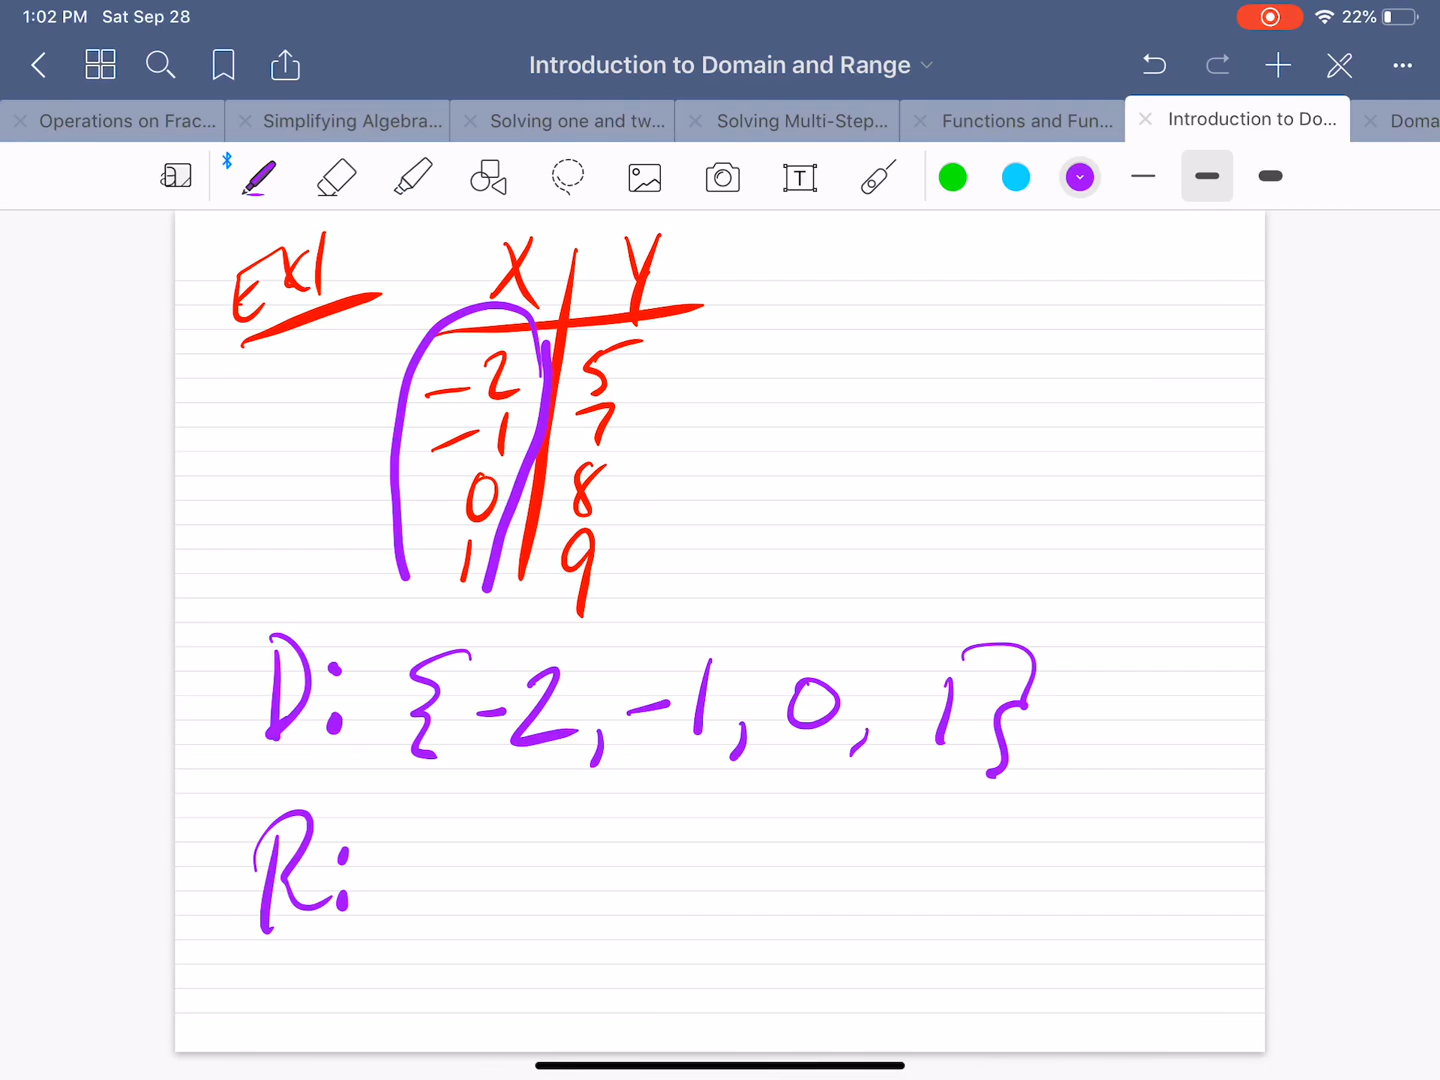 1:02 PM Sat Sep 28 22%
Introduction to Domain and Range
Operations on Frac... Simplifying Algebra... Solving one and tw... Solving Multi-Step... Functions and Fun... Introduction to Do... Doma
a T
Ex1 X Y
-2 5
-1 7
0 8
1 9
D: {-2, -1, 0, 1}
R: